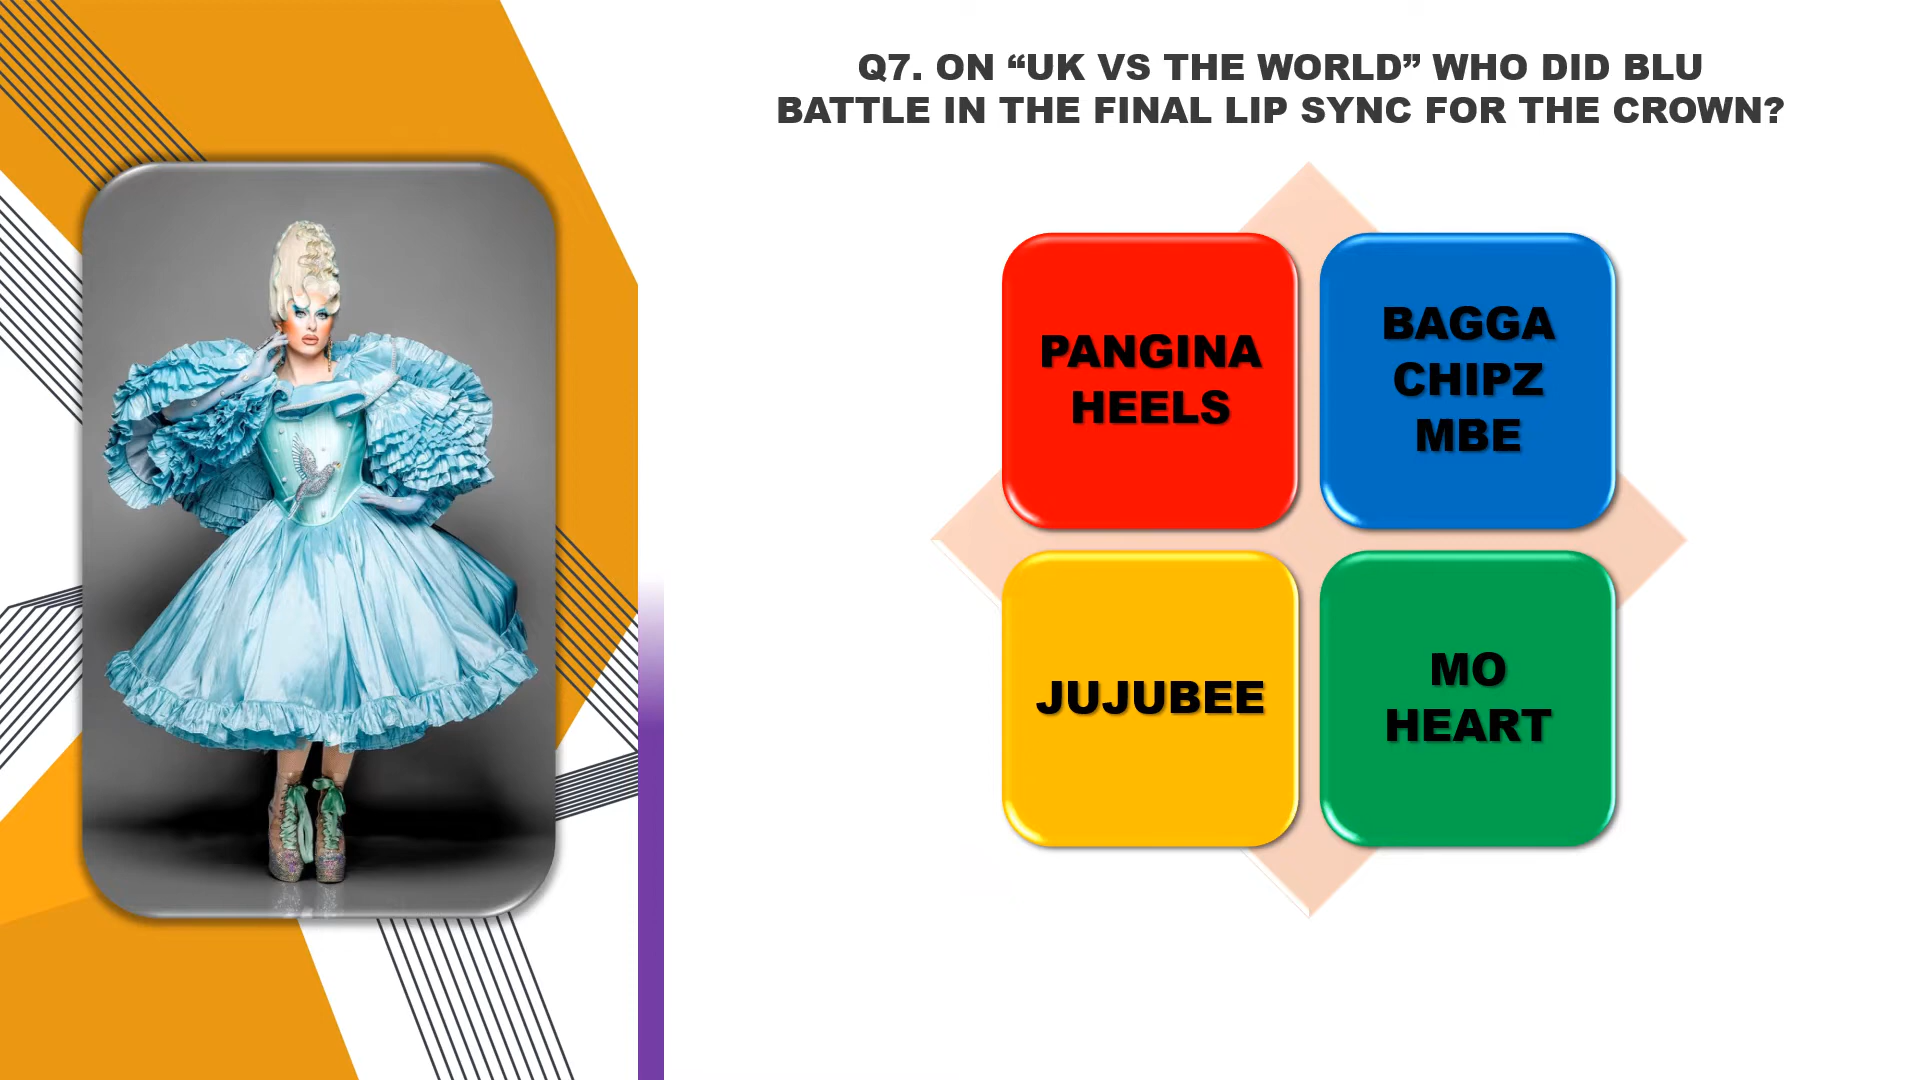 Q7. ON “UK VS THE WORLD” WHO DID BLU
BATTLE IN THE FINAL LIP SYNC FOR THE CROWN?
PANGINA
HEELS
BAGGA
CHIPZ
MBE
JUJUBEE
MO
HEART